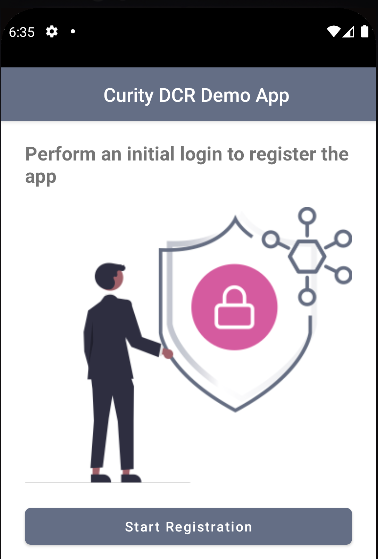 6:35
Curity DCR Demo App
Perform an initial login to register the
app
Start Registration